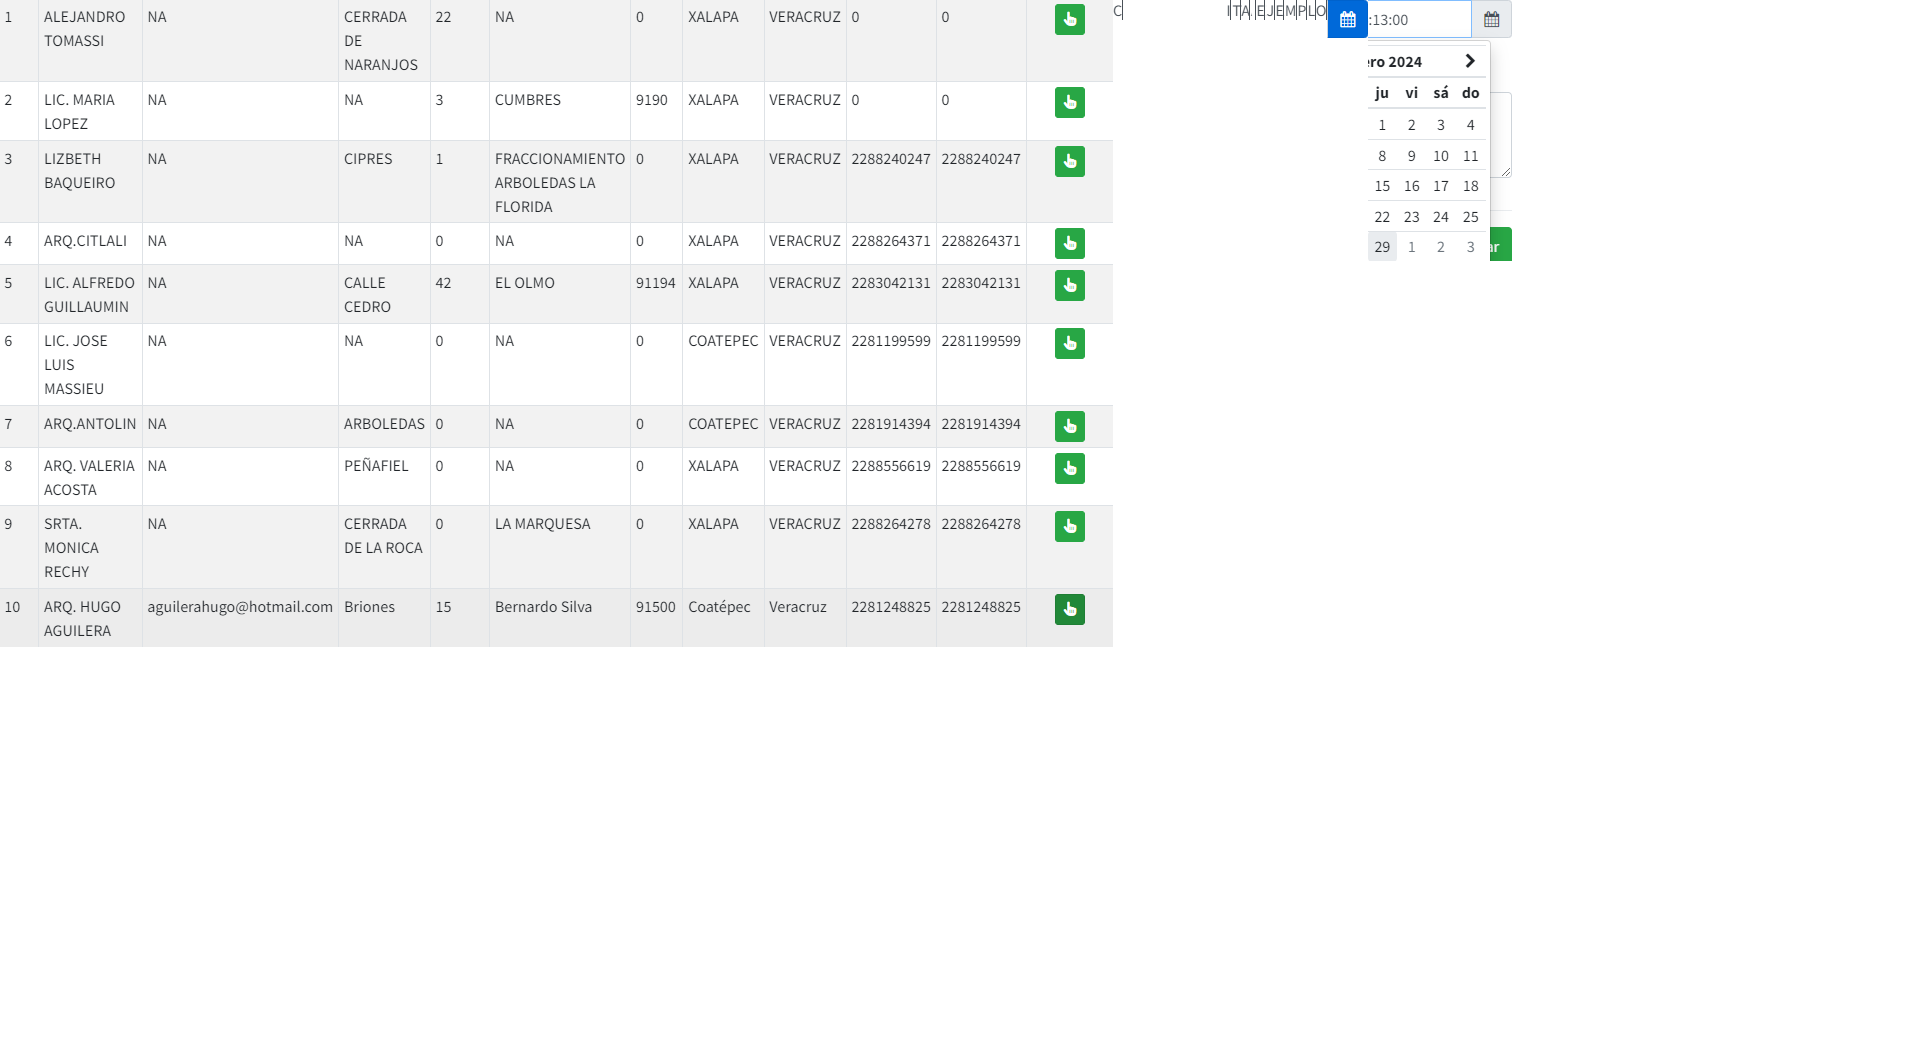 1 ALEJANDRO TOMASSI NA CERRADA DE NARANJOS 22 NA 0 XALAPA VERACRUZ 0 0
2 LIC. MARIA LOPEZ NA NA 3 CUMBRES 9190 XALAPA VERACRUZ 0 0
3 LIZBETH BAQUEIRO NA CIPRES 1 FRACCIONAMIENTO ARBOLEDAS LA FLORIDA 0 XALAPA VERACRUZ 2288240247 2288240247
4 ARQ.CITLALI NA NA 0 NA 0 XALAPA VERACRUZ 2288264371 2288264371
5 LIC. ALFREDO GUILLAUMIN NA CALLE CEDRO 42 EL OLMO 91194 XALAPA VERACRUZ 2283042131 2283042131
6 LIC. JOSE LUIS MASSIEU NA NA 0 NA 0 COATEPEC VERACRUZ 2281199599 2281199599
7 ARQ.ANTOLIN NA ARBOLEDAS 0 NA 0 COATEPEC VERACRUZ 2281914394 2281914394
8 ARQ. VALERIA ACOSTA NA PEÑAFIEL 0 NA 0 XALAPA VERACRUZ 2288556619 2288556619
9 SRTA. MONICA RECHY NA CERRADA DE LA ROCA 0 LA MARQUESA 0 XALAPA VERACRUZ 2288264278 2288264278
10 ARQ. HUGO AGUILERA aguilerahugo@hotmail.com Briones 15 Bernardo Silva 91500 Coatépec Veracruz 2281248825 2281248825
C ITA EJEMPLO
:13:00
ero 2024
ju vi sá do
1 2 3 4
8 9 10 11
15 16 17 18
22 23 24 25
29 1 2 3
ar